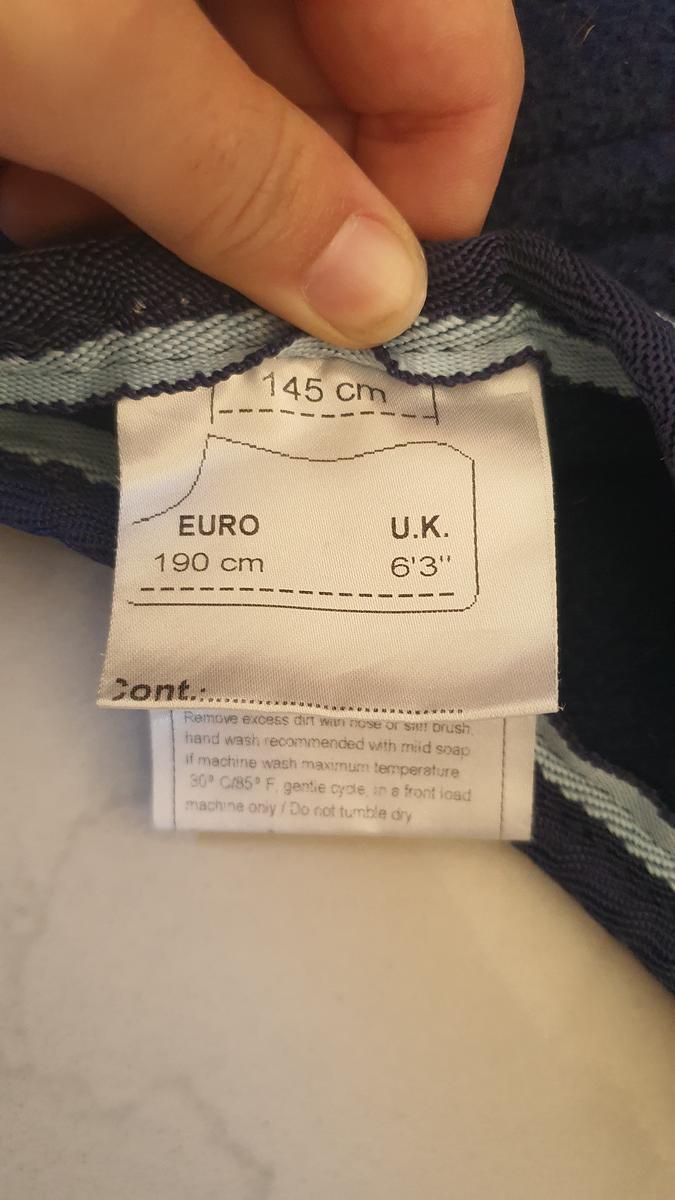 145 cm
EURO U.K.
190 cm 6'3"
Cont.:
Remove excess dirt with hose or stiff brush,
hand wash recommended with mild soap
if machine wash maximum temperature
30° C/85° F, gentle cycle, in a front load
machine only / Do not tumble dry